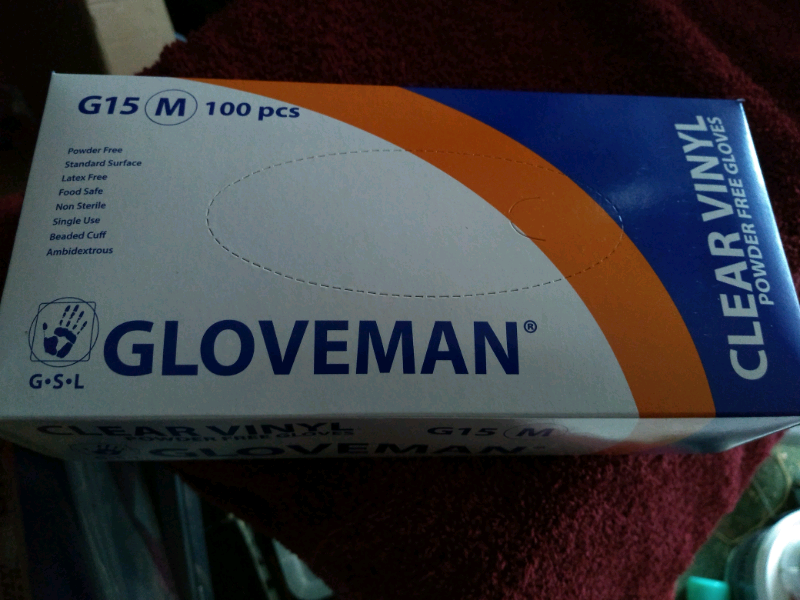 G15 M 100 pcs
Powder Free
Standard Surface
Latex Free
Food Safe
Non Sterile
Single Use
Beaded Cuff
Ambidextrous
G•S•L
GLOVEMAN®
CLEAR VINYL
POWDER FREE GLOVES
CLEAR VINYL
POWDER FREE GLOVES
G15 M
GLOVEMAN